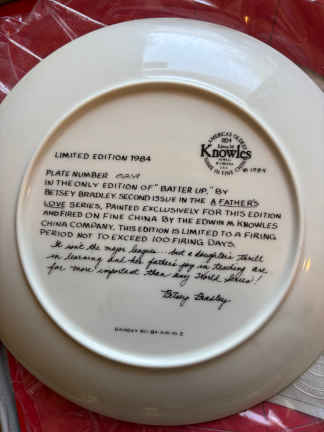 LIMITED EDITION 1984
AMERICA'S OLDEST
Knowles
© 1984
PLATE NUMBER
IN THE ONLY EDITION OF "BATTER UP," BY
BETSEY BRADLEY SECOND ISSUE IN THE A FATHER'S
LOVE SERIES, PAINTED EXCLUSIVELY FOR THIS EDITION
AND FIRED ON FINE CHINA BY THE EDWIN M. KNOWLES
CHINA COMPANY, THIS EDITION IS LIMITED TO A FIRING
PERIOD NOT TO EXCEED 100 FIRING DAYS.
It isn't the major leagues... but a daughter's thrill
in learning and her father's joy in teaching are
far more important than any World Series!
Betsey Bradley